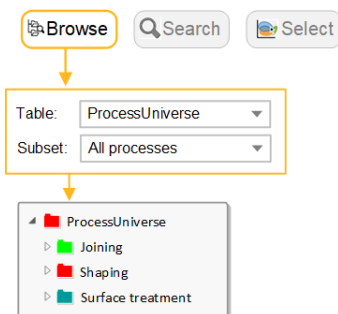 Browse Search Select
Table: ProcessUniverse
Subset: All processes
ProcessUniverse
Joining
Shaping
Surface treatment